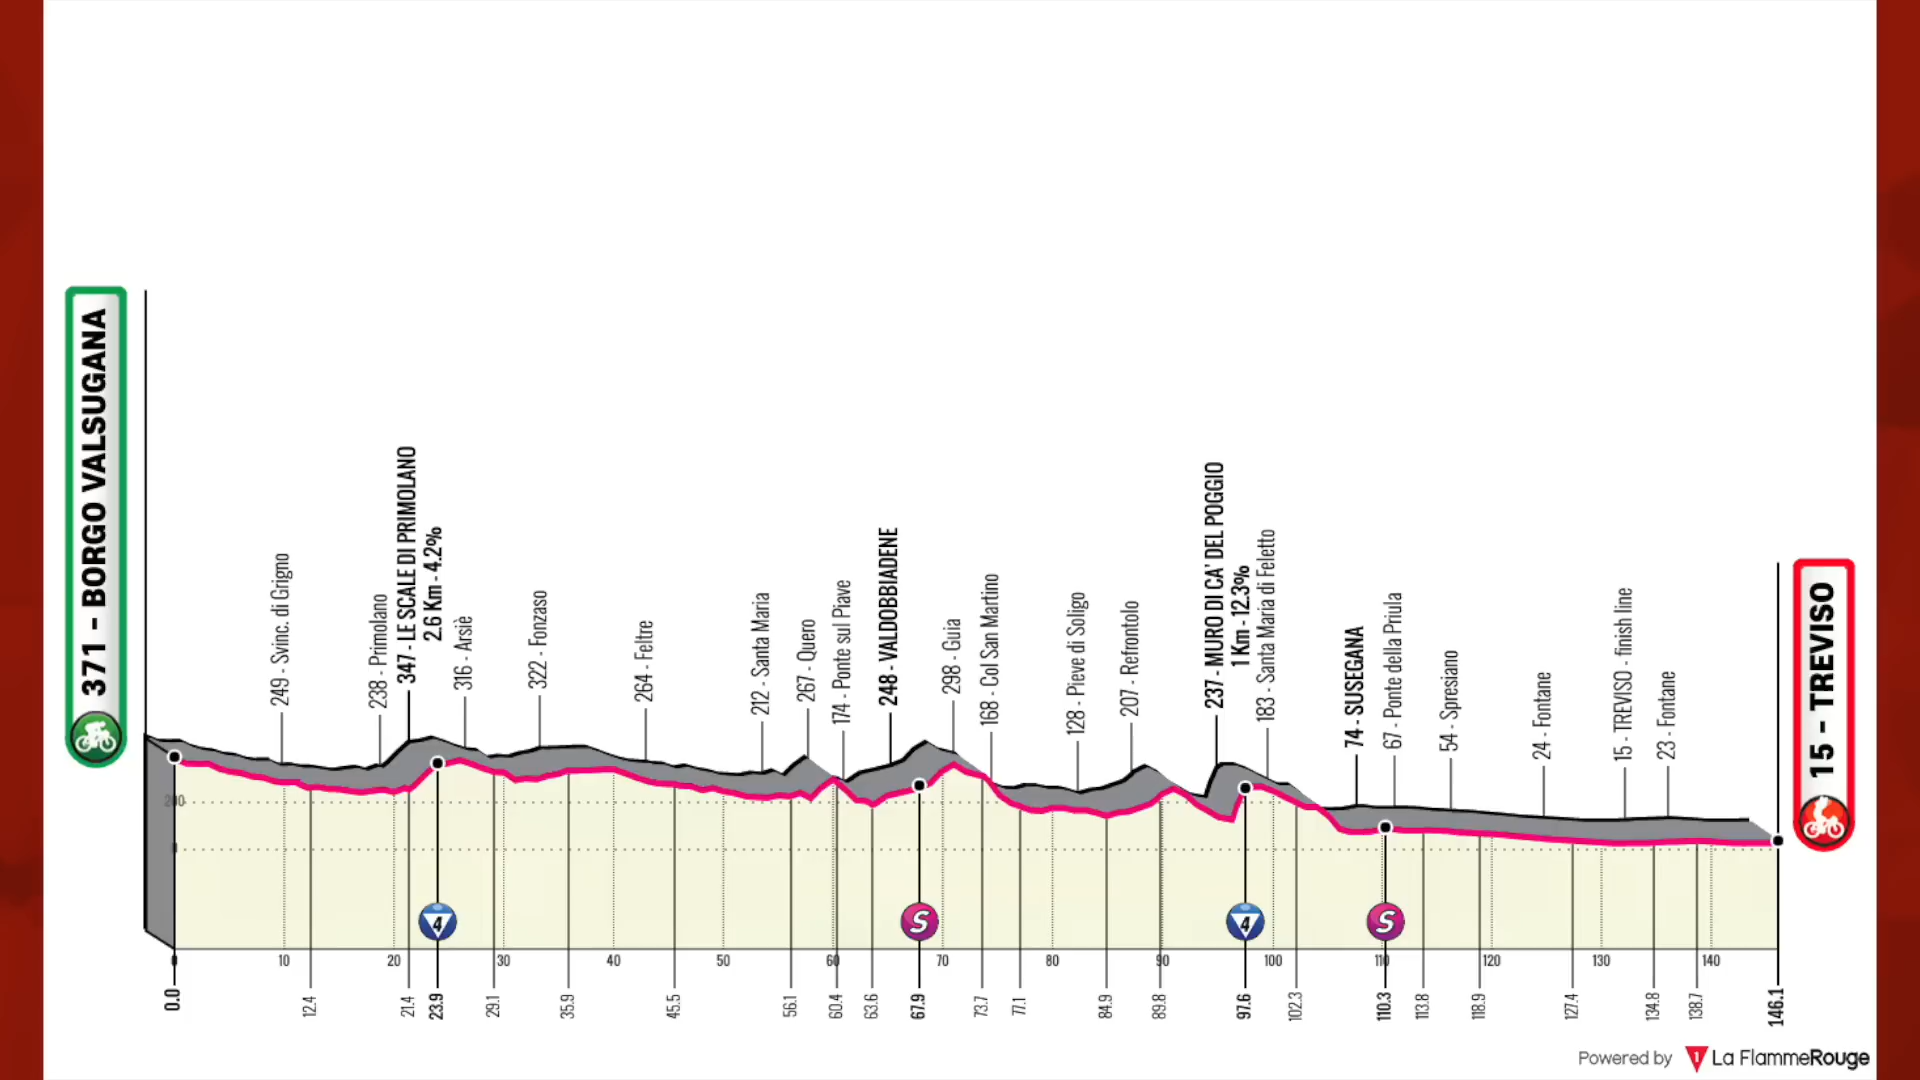 371 - BORGO VALSUGANA
249 - Svinc. di Grigno
238 - Primolano
347 - LE SCALE DI PRIMOLANO
2.6 Km - 4.2%
316 - Arsiè
322 - Fonzaso
264 - Feltre
212 - Santa Maria
267 - Quero
174 - Ponte sul Piave
248 - VALDOBBIADENE
298 - Guia
168 - Col San Martino
128 - Pieve di Soligo
207 - Refrontolo
237 - MURO DI CA' DEL POGGIO
1 Km - 12.3%
183 - Santa Maria di Feletto
74 - SUSEGANA
67 - Ponte della Priula
54 - Spresiano
24 - Fontane
15 - TREVISO - finish line
23 - Fontane
15 - TREVISO
200
0
4
S
4
S
0 10 20 30 40 50 60 70 80 90 100 110 120 130 140
0.0 12.4 21.4 23.9 29.1 35.9 45.5 56.1 60.4 63.6 67.9 73.7 77.1 84.9 89.8 97.6 102.3 110.3 113.8 118.9 127.4 134.8 138.7 146.1
Powered by 1 La FlammeRouge